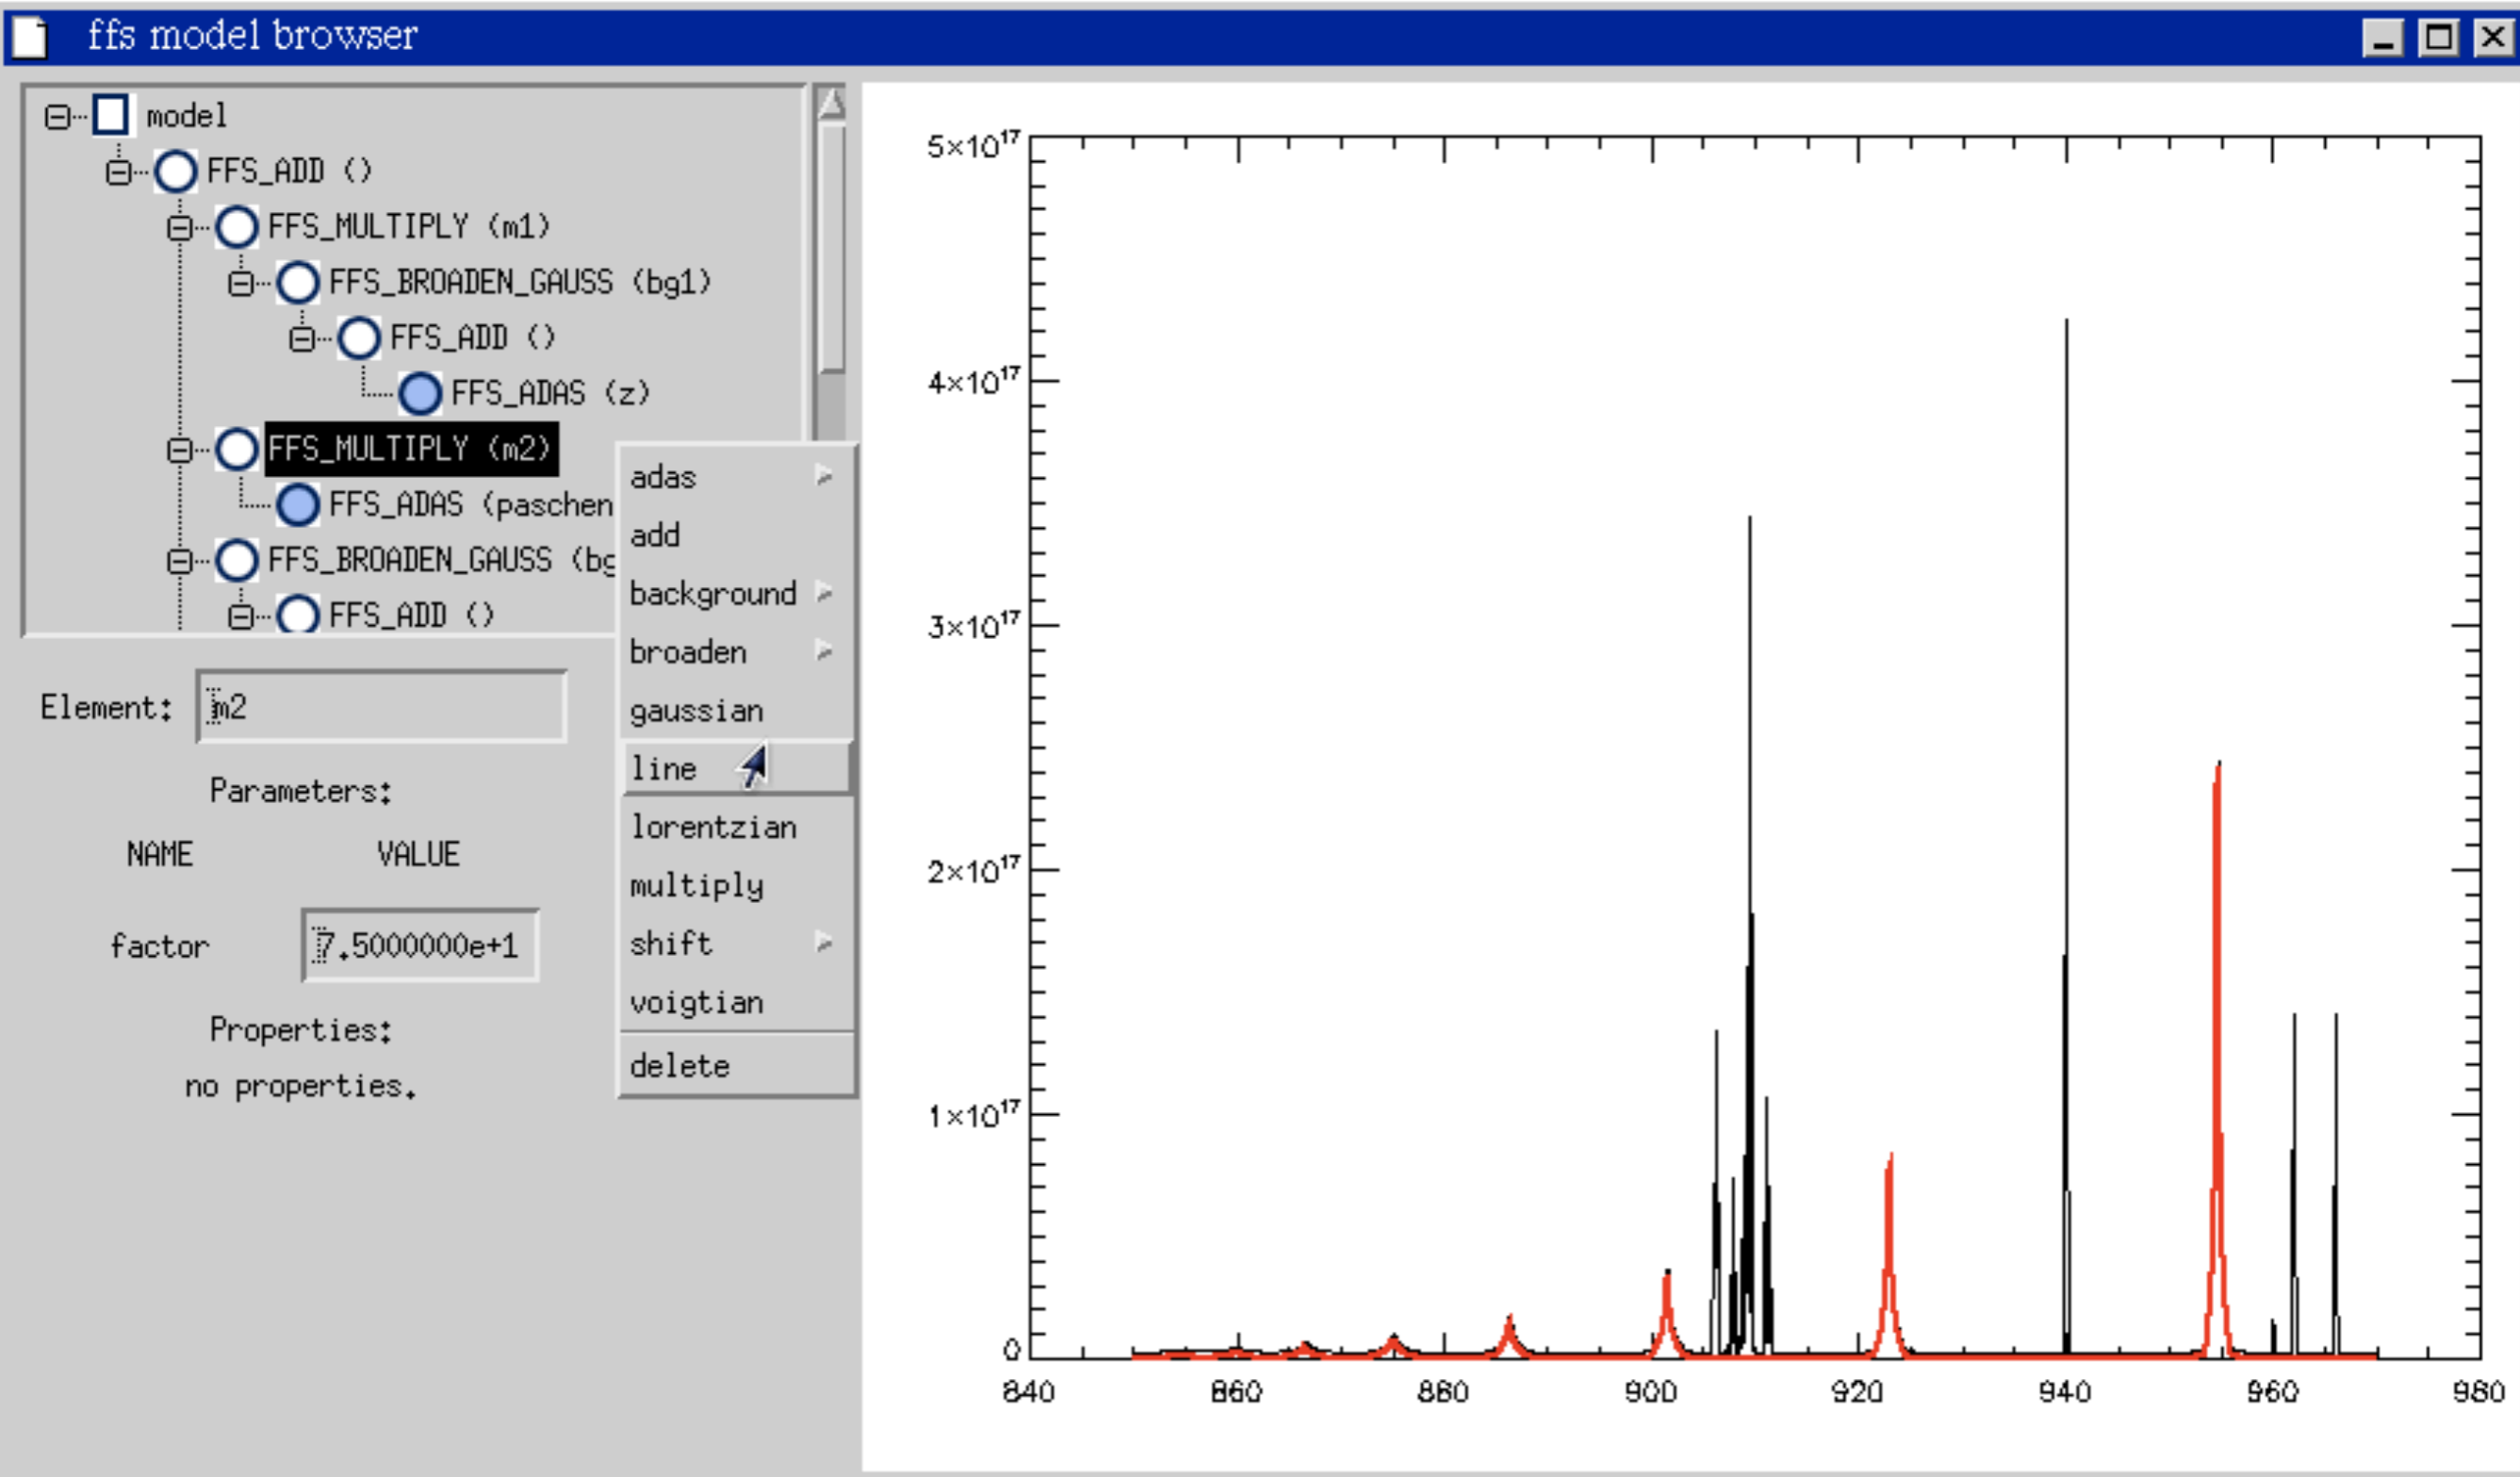 ffs model browser
model
FFS_ADD ()
FFS_MULTIPLY (m1)
FFS_BROADEN_GAUSS (bg1)
FFS_ADD ()
FFS_ADAS (z)
FFS_MULTIPLY (m2)
FFS_ADAS (paschen
FFS_BROADEN_GAUSS (bg
FFS_ADD ()
Element: m2
Parameters:
NAME VALUE
factor 7.5000000e+1
Properties:
no properties.
adas
add
background
broaden
gaussian
line
lorentzian
multiply
shift
voigtian
delete
5×10¹⁷
4×10¹⁷
3×10¹⁷
2×10¹⁷
1×10¹⁷
0
840 860 880 900 920 940 960 980